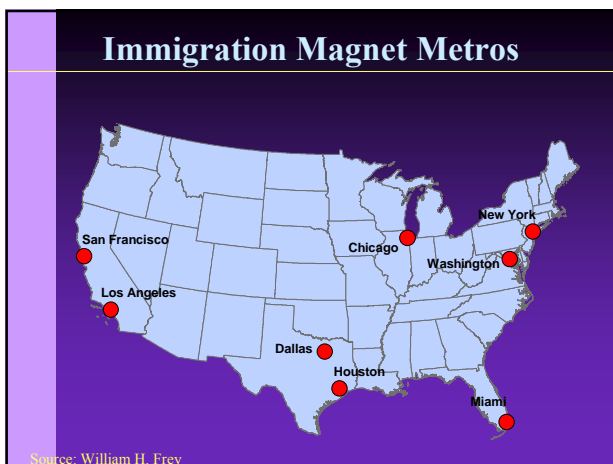 Immigration Magnet Metros
New York
San Francisco
Chicago
Washington
Los Angeles
Dallas
Houston
Miami
Source: William H. Frey